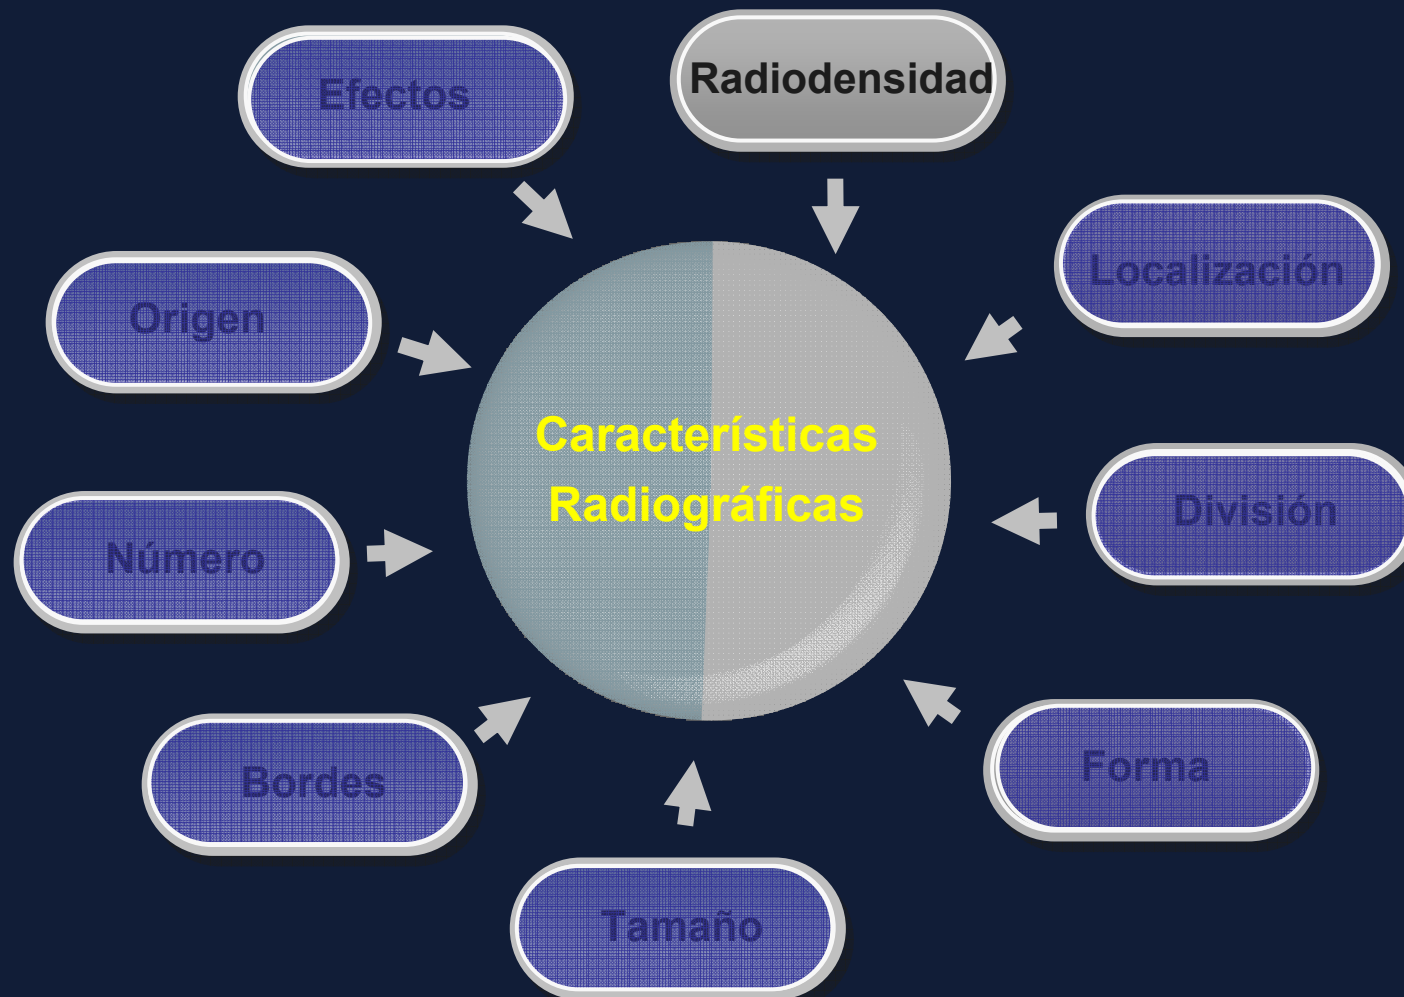 Efectos
Radiodensidad
Localización
Origen
Características
Radiográficas
División
Número
Bordes
Forma
Tamaño